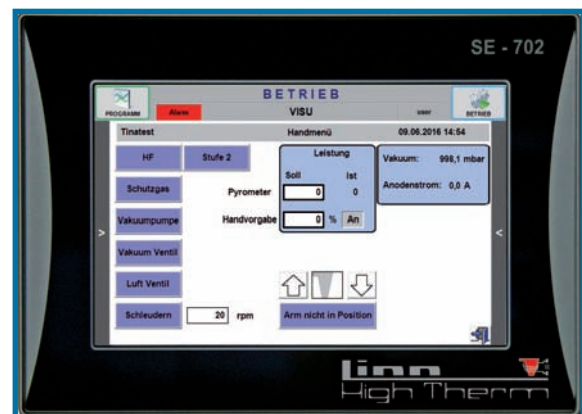 SE - 702
BETRIEB
PROGRAMM Alarm VISU user BETRIEB
Tinatest Handmenü 09.06.2016 14:54
HF Stufe 2 Leistung Vakuum: 998,1 mbar
Soll Ist
Schutzgas Pyrometer 0 0 Anodenstrom: 0,0 A
Vakuumpumpe Handvorgabe 0 % An
> <
Vakuum Ventil
Luft Ventil
Schleudern 20 rpm Arm nicht in Position
Linn
High Therm